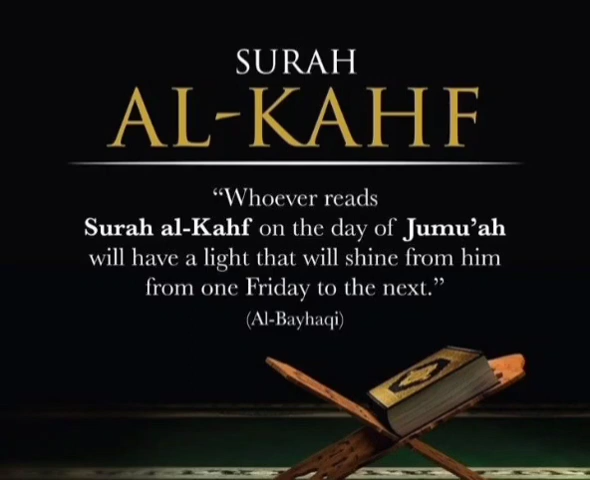 SURAH
AL-KAHF
“Whoever reads
Surah al-Kahf on the day of Jumu’ah
will have a light that will shine from him
from one Friday to the next.”
(Al-Bayhaqi)